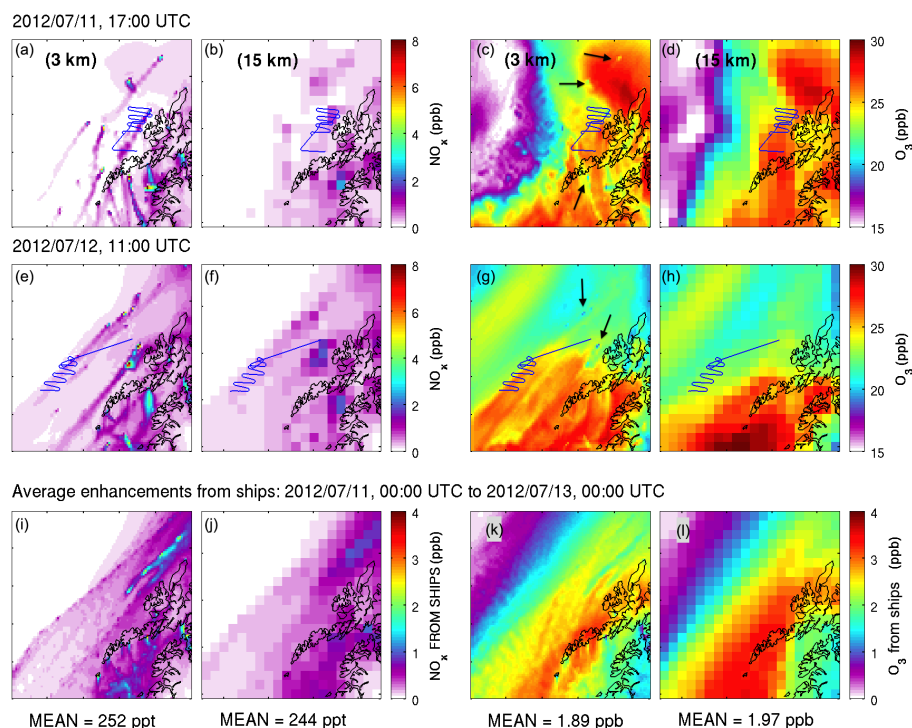 2012/07/11, 17:00 UTC
(a) (3 km) (b) (15 km) 8 6 4 2 0 NOx (ppb) (c) (3 km) (d) (15 km) 30 25 20 15 O3 (ppb)
2012/07/12, 11:00 UTC
(e) (f) 8 6 4 2 0 NOx (ppb) (g) (h) 30 25 20 15 O3 (ppb)
Average enhancements from ships: 2012/07/11, 00:00 UTC to 2012/07/13, 00:00 UTC
(i) (j) 4 3 2 1 0 NOx FROM SHIPS (ppb) (k) (l) 4 3 2 1 0 O3 from ships (ppb)
MEAN = 252 ppt MEAN = 244 ppt MEAN = 1.89 ppb MEAN = 1.97 ppb